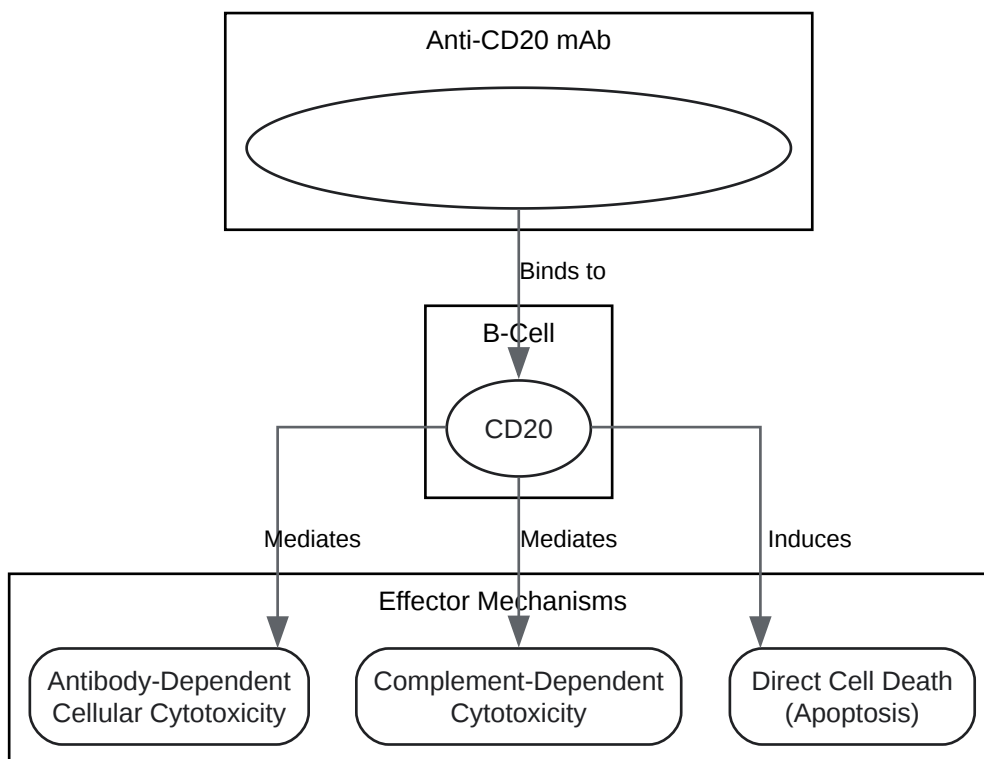 Anti-CD20 mAb
Binds to
B-Cell
CD20
Mediates
Mediates
Induces
Effector Mechanisms
Antibody-Dependent
Cellular Cytotoxicity
Complement-Dependent
Cytotoxicity
Direct Cell Death
(Apoptosis)